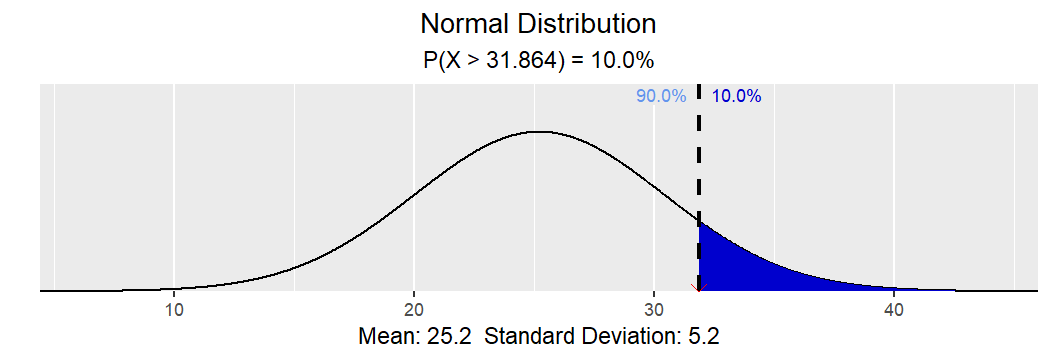 Normal Distribution
P(X > 31.864) = 10.0%
90.0% 10.0%
10 20 30 40
Mean: 25.2  Standard Deviation: 5.2